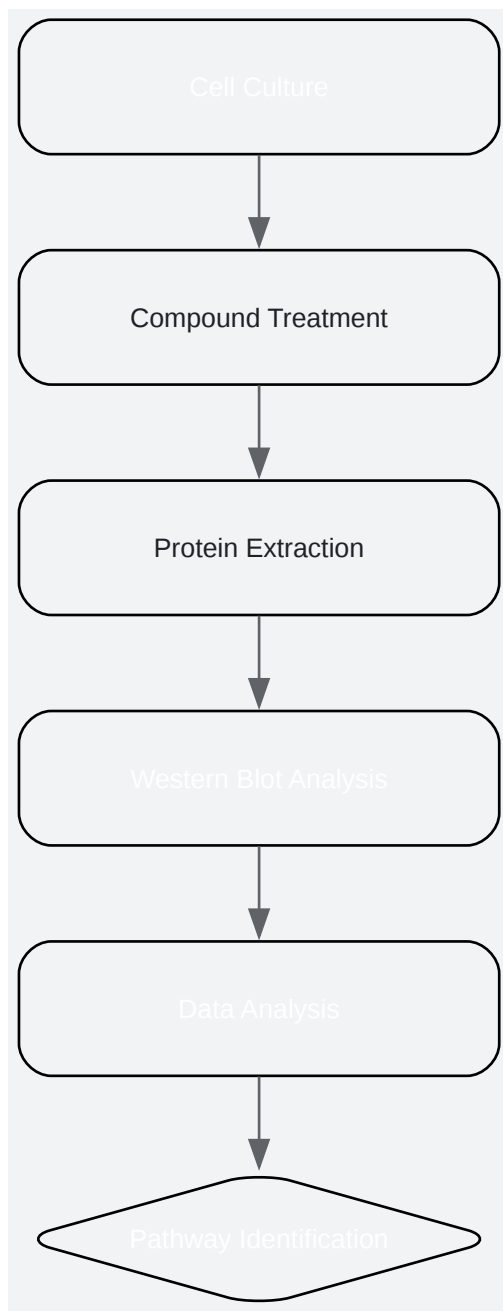 Cell Culture
Compound Treatment
Protein Extraction
Western Blot Analysis
Data Analysis
Pathway Identification